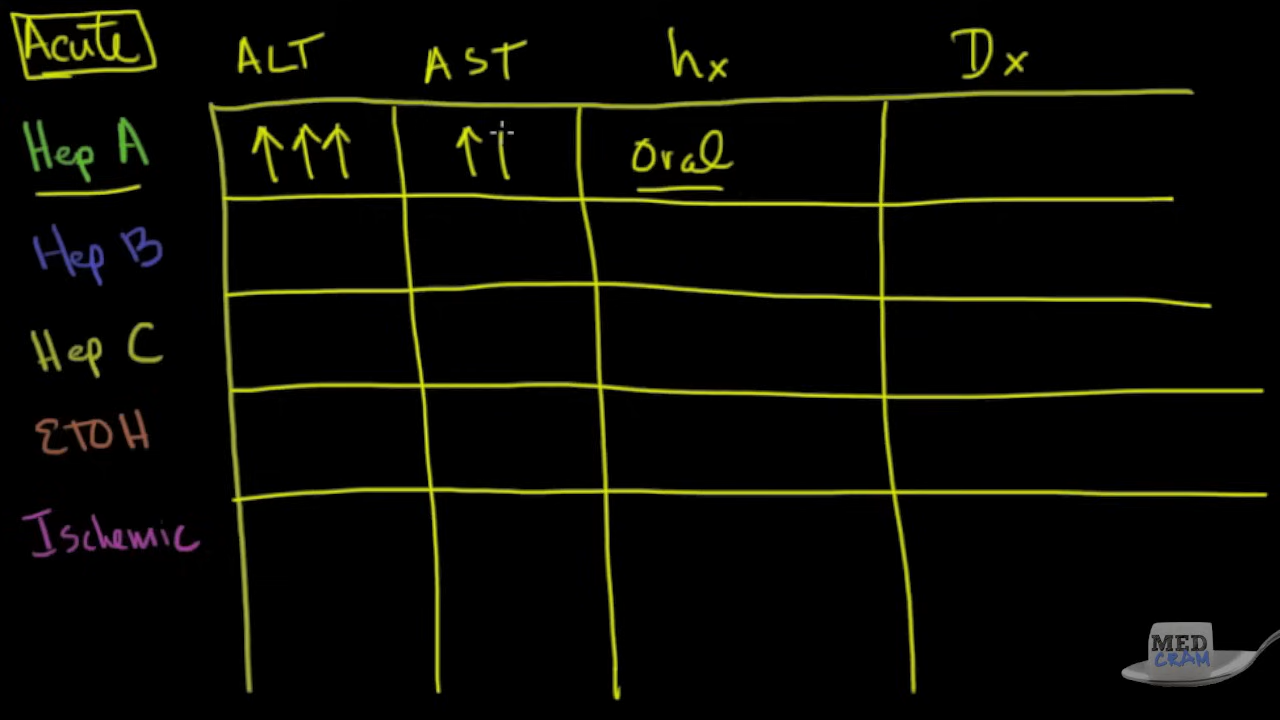 Acute ALT AST hx Dx
Hep A ↑↑↑ ↑↑ Oral
Hep B
Hep C
ETOH
Ischemic
MED
CRAM